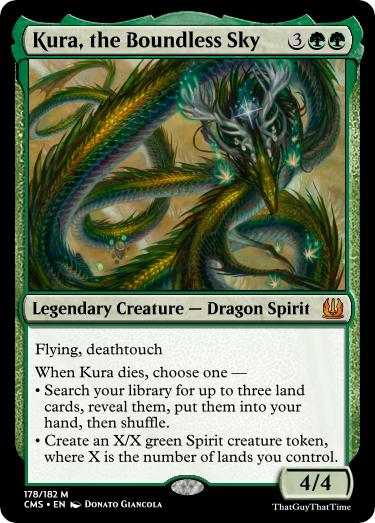 Kura, the Boundless Sky 3
Legendary Creature — Dragon Spirit
Flying, deathtouch
When Kura dies, choose one —
• Search your library for up to three land
cards, reveal them, put them into your
hand, then shuffle.
• Create an X/X green Spirit creature token,
where X is the number of lands you control.
4/4
178/182 M
CMS • EN Donato Giancola
ThatGuyThatTime